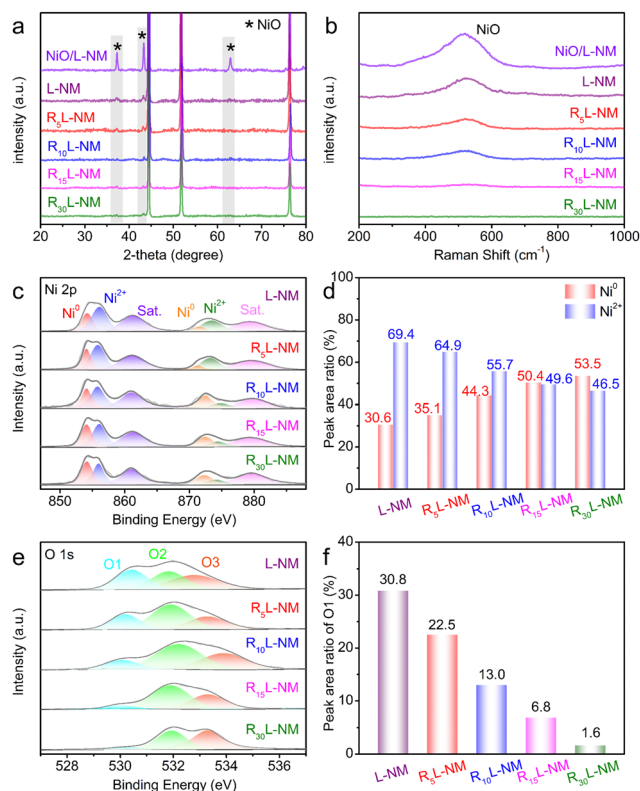 a
* NiO
NiO/L-NM
L-NM
R5L-NM
R10L-NM
R15L-NM
R30L-NM
* * *
intensity (a.u.)
20 30 40 50 60 70 80
2-theta (degree)
b
NiO
NiO/L-NM
L-NM
R5L-NM
R10L-NM
R15L-NM
R30L-NM
intensity (a.u.)
200 400 600 800 1000
Raman Shift (cm-1)
c
Ni 2p
L-NM
Ni0 Ni2+ Sat. Ni0 Ni2+ Sat.
R5L-NM
R10L-NM
R15L-NM
R30L-NM
Intensity (a.u.)
850 860 870 880
Binding Energy (eV)
d
Ni0
Ni2+
Peak area ratio (%)
100
80
60
40
20
0
30.6 69.4 35.1 64.9 44.3 55.7 50.4 49.6 53.5 46.5
L-NM R5L-NM R10L-NM R15L-NM R30L-NM
e
O 1s
O1 O2 O3
L-NM
R5L-NM
R10L-NM
R15L-NM
R30L-NM
Intensity (a.u.)
528 530 532 534 536
Binding Energy (eV)
f
Peak area ratio of O1 (%)
40
30
20
10
0
30.8 22.5 13.0 6.8 1.6
L-NM R5L-NM R10L-NM R15L-NM R30L-NM